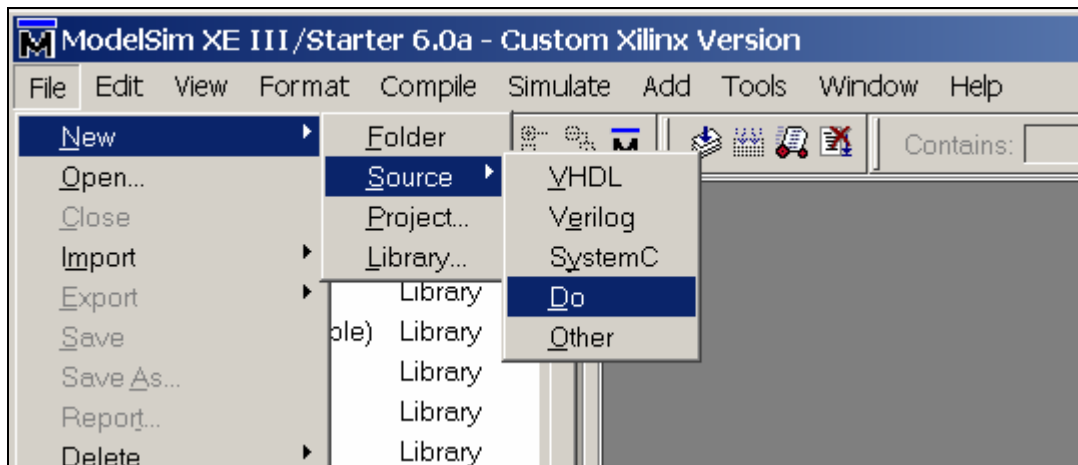 ModelSim XE III/Starter 6.0a - Custom Xilinx Version
File Edit View Format Compile Simulate Add Tools Window Help
New Folder Contains:
Open... Source VHDL
Close Project... Verilog
Import Library... SystemC
Export Library Do
Save ble) Library Other
Save As... Library
Report... Library
Delete Library